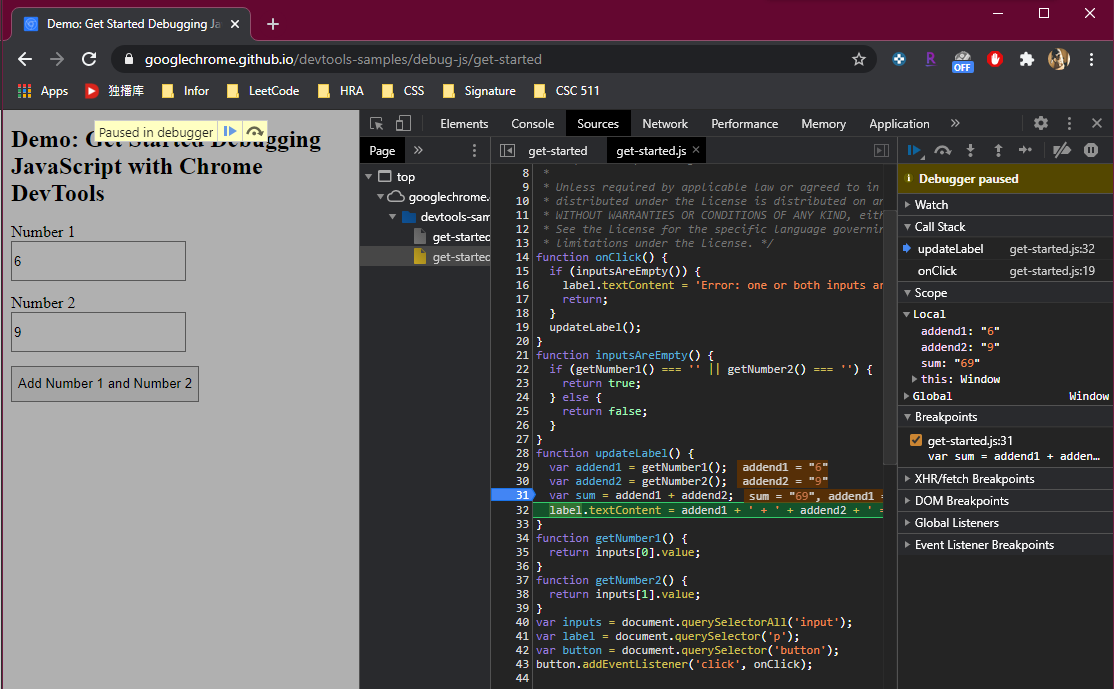 Demo: Get Started Debugging Ja
googlechrome.github.io/devtools-samples/debug-js/get-started
R
OFF
Apps
独播库
Infor
LeetCode
HRA
CSS
Signature
CSC 511
Paused in debugger
Demo: Get Started Debugging
JavaScript with Chrome
DevTools
Number 1
6
Number 2
9
Add Number 1 and Number 2
Elements
Console
Sources
Network
Performance
Memory
Application
Page
top
googlechrome.
devtools-sam
get-started
get-started
get-started
get-started.js
8 *
9 * Unless required by applicable law or agreed to in
10 * distributed under the License is distributed on an
11 * WITHOUT WARRANTIES OR CONDITIONS OF ANY KIND, eith
12 * See the License for the specific language governin
13 * limitations under the License. */
14 function onClick() {
15 if (inputsAreEmpty()) {
16 label.textContent = 'Error: one or both inputs ar
17 return;
18 }
19 updateLabel();
20 }
21 function inputsAreEmpty() {
22 if (getNumber1() === '' || getNumber2() === '') {
23 return true;
24 } else {
25 return false;
26 }
27 }
28 function updateLabel() {
29 var addend1 = getNumber1(); addend1 = "6"
30 var addend2 = getNumber2(); addend2 = "9"
31 var sum = addend1 + addend2; sum = "69", addend1 =
32 label.textContent = addend1 + ' + ' + addend2 + ' =
33 }
34 function getNumber1() {
35 return inputs[0].value;
36 }
37 function getNumber2() {
38 return inputs[1].value;
39 }
40 var inputs = document.querySelectorAll('input');
41 var label = document.querySelector('p');
42 var button = document.querySelector('button');
43 button.addEventListener('click', onClick);
44
Debugger paused
Watch
Call Stack
updateLabel get-started.js:32
onClick get-started.js:19
Scope
Local
addend1: "6"
addend2: "9"
sum: "69"
this: Window
Global Window
Breakpoints
get-started.js:31
var sum = addend1 + adden…
XHR/fetch Breakpoints
DOM Breakpoints
Global Listeners
Event Listener Breakpoints